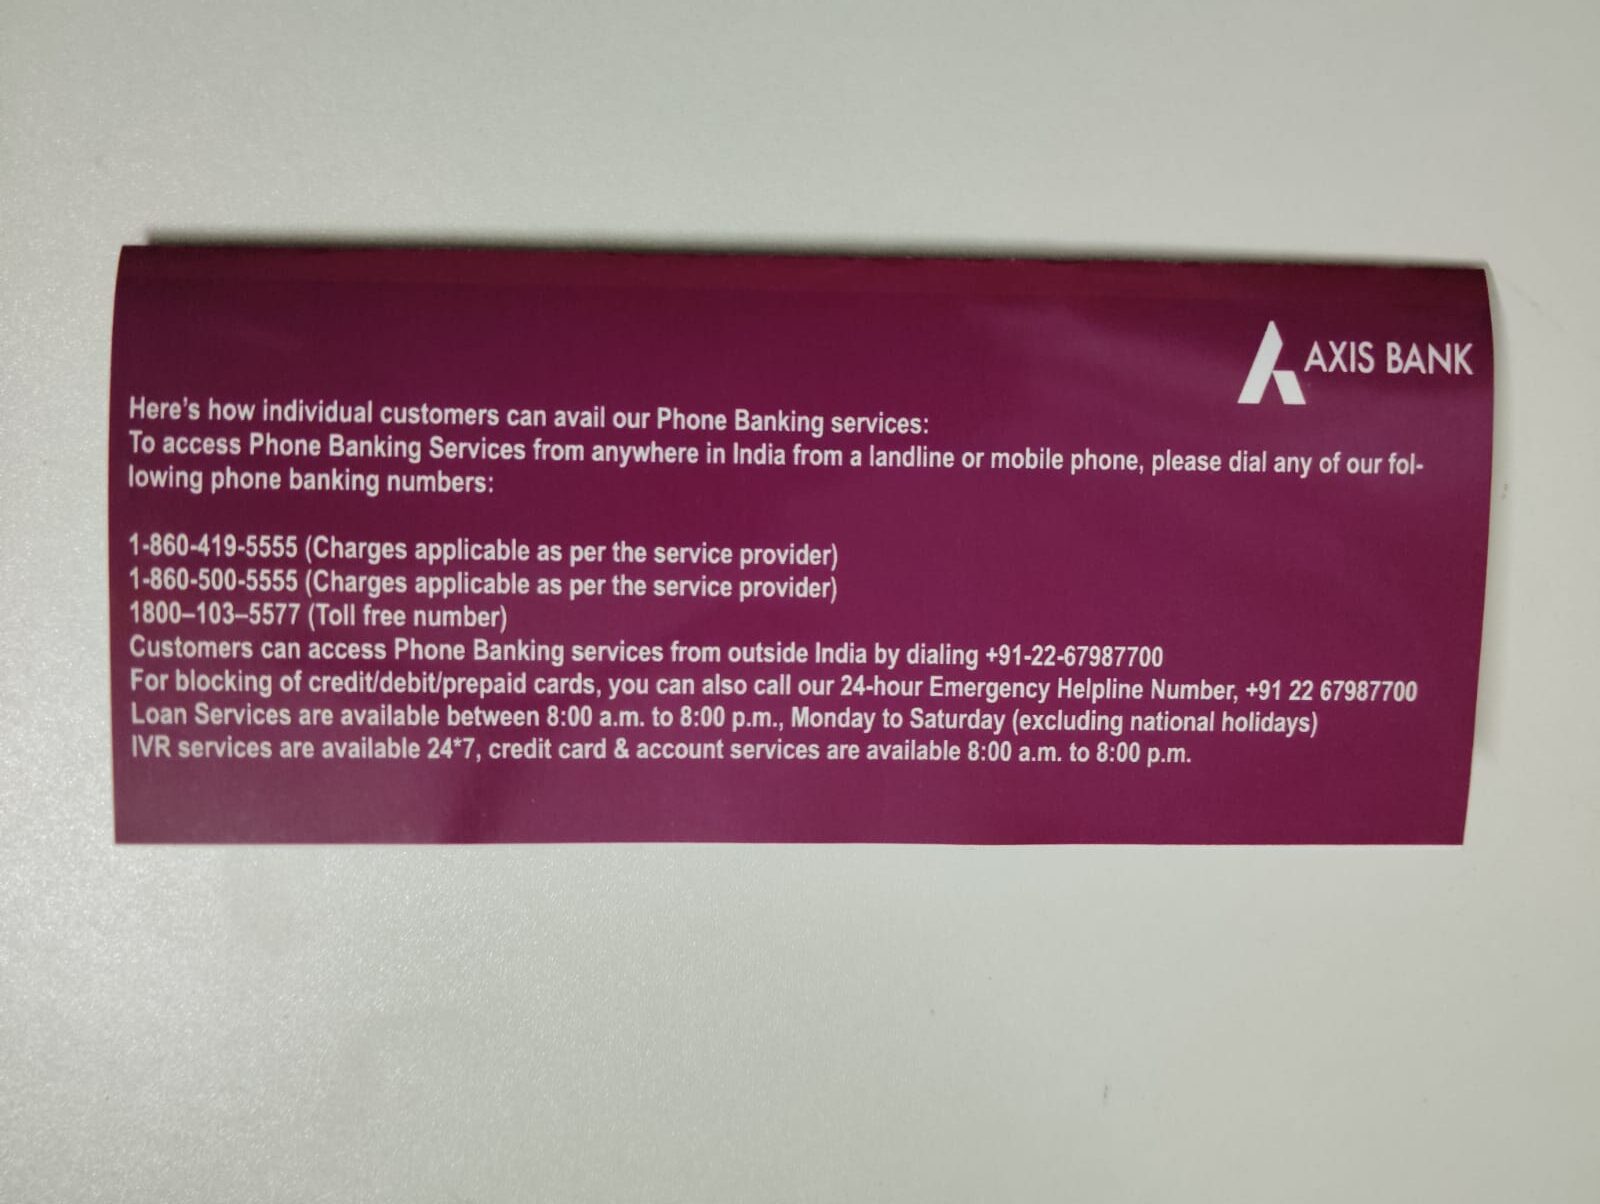 AXIS BANK
Here's how individual customers can avail our Phone Banking services:
To access Phone Banking Services from anywhere in India from a landline or mobile phone, please dial any of our fol-
lowing phone banking numbers:
1-860-419-5555 (Charges applicable as per the service provider)
1-860-500-5555 (Charges applicable as per the service provider)
1800–103–5577 (Toll free number)
Customers can access Phone Banking services from outside India by dialing +91-22-67987700
For blocking of credit/debit/prepaid cards, you can also call our 24-hour Emergency Helpline Number, +91 22 67987700
Loan Services are available between 8:00 a.m. to 8:00 p.m., Monday to Saturday (excluding national holidays)
IVR services are available 24*7, credit card & account services are available 8:00 a.m. to 8:00 p.m.